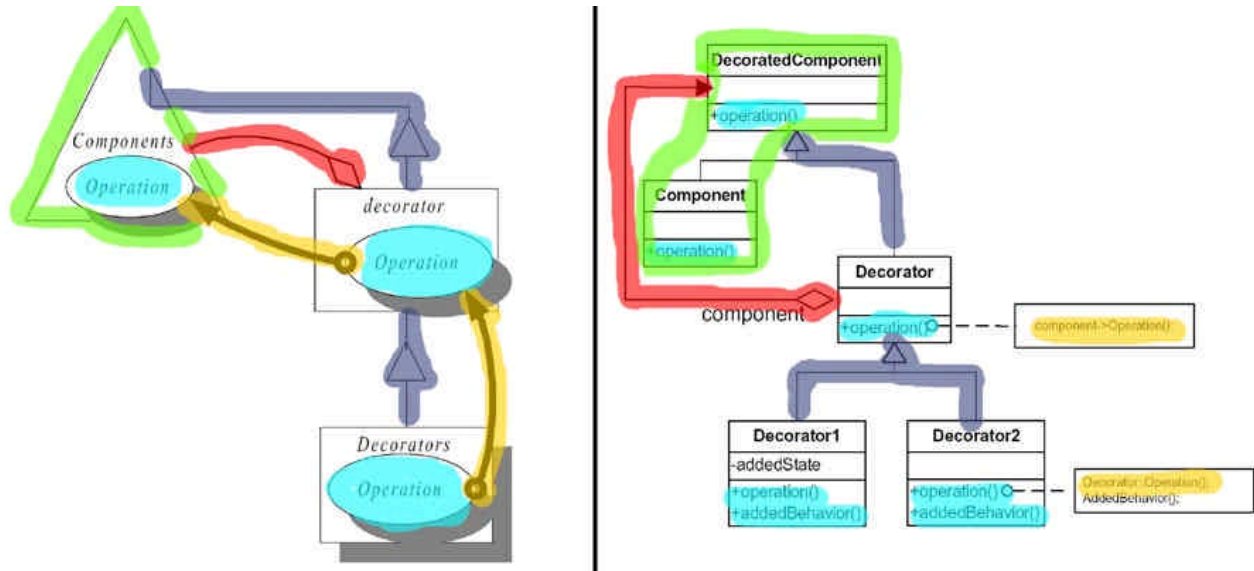 Components
Operation
decorator
Operation
Decorators
Operation
DecoratedComponent
+operation()
Component
+operation()
Decorator
+operation()
component
component->Operation()
Decorator1
-addedState
+operation()
+addedBehavior()
Decorator2
+operation()
+addedBehavior()
Decorator::Operation();
AddedBehavior();